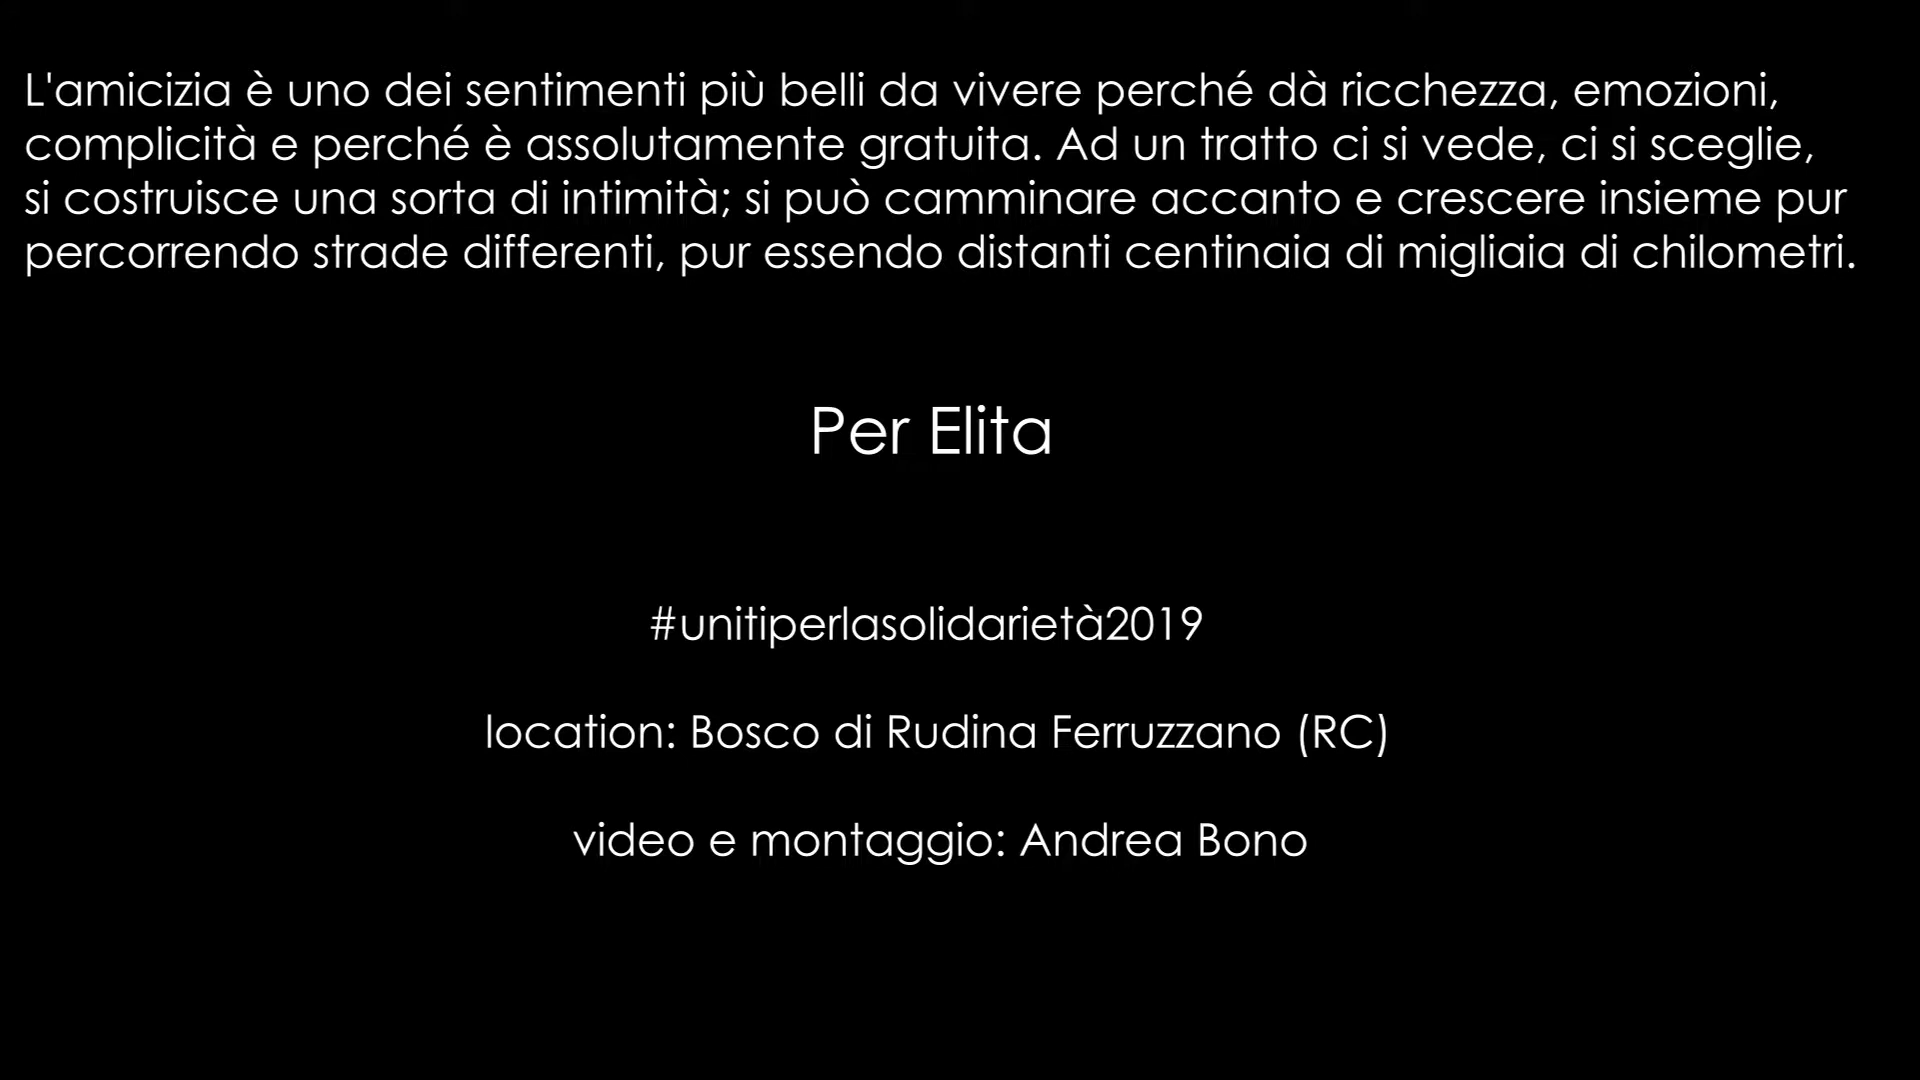 L'amicizia è uno dei sentimenti più belli da vivere perché dà ricchezza, emozioni,
complicità e perché è assolutamente gratuita. Ad un tratto ci si vede, ci si sceglie,
si costruisce una sorta di intimità; si può camminare accanto e crescere insieme pur
percorrendo strade differenti, pur essendo distanti centinaia di migliaia di chilometri.
Per Elita
#unitiperlasolidarietà2019
location: Bosco di Rudina Ferruzzano (RC)
video e montaggio: Andrea Bono